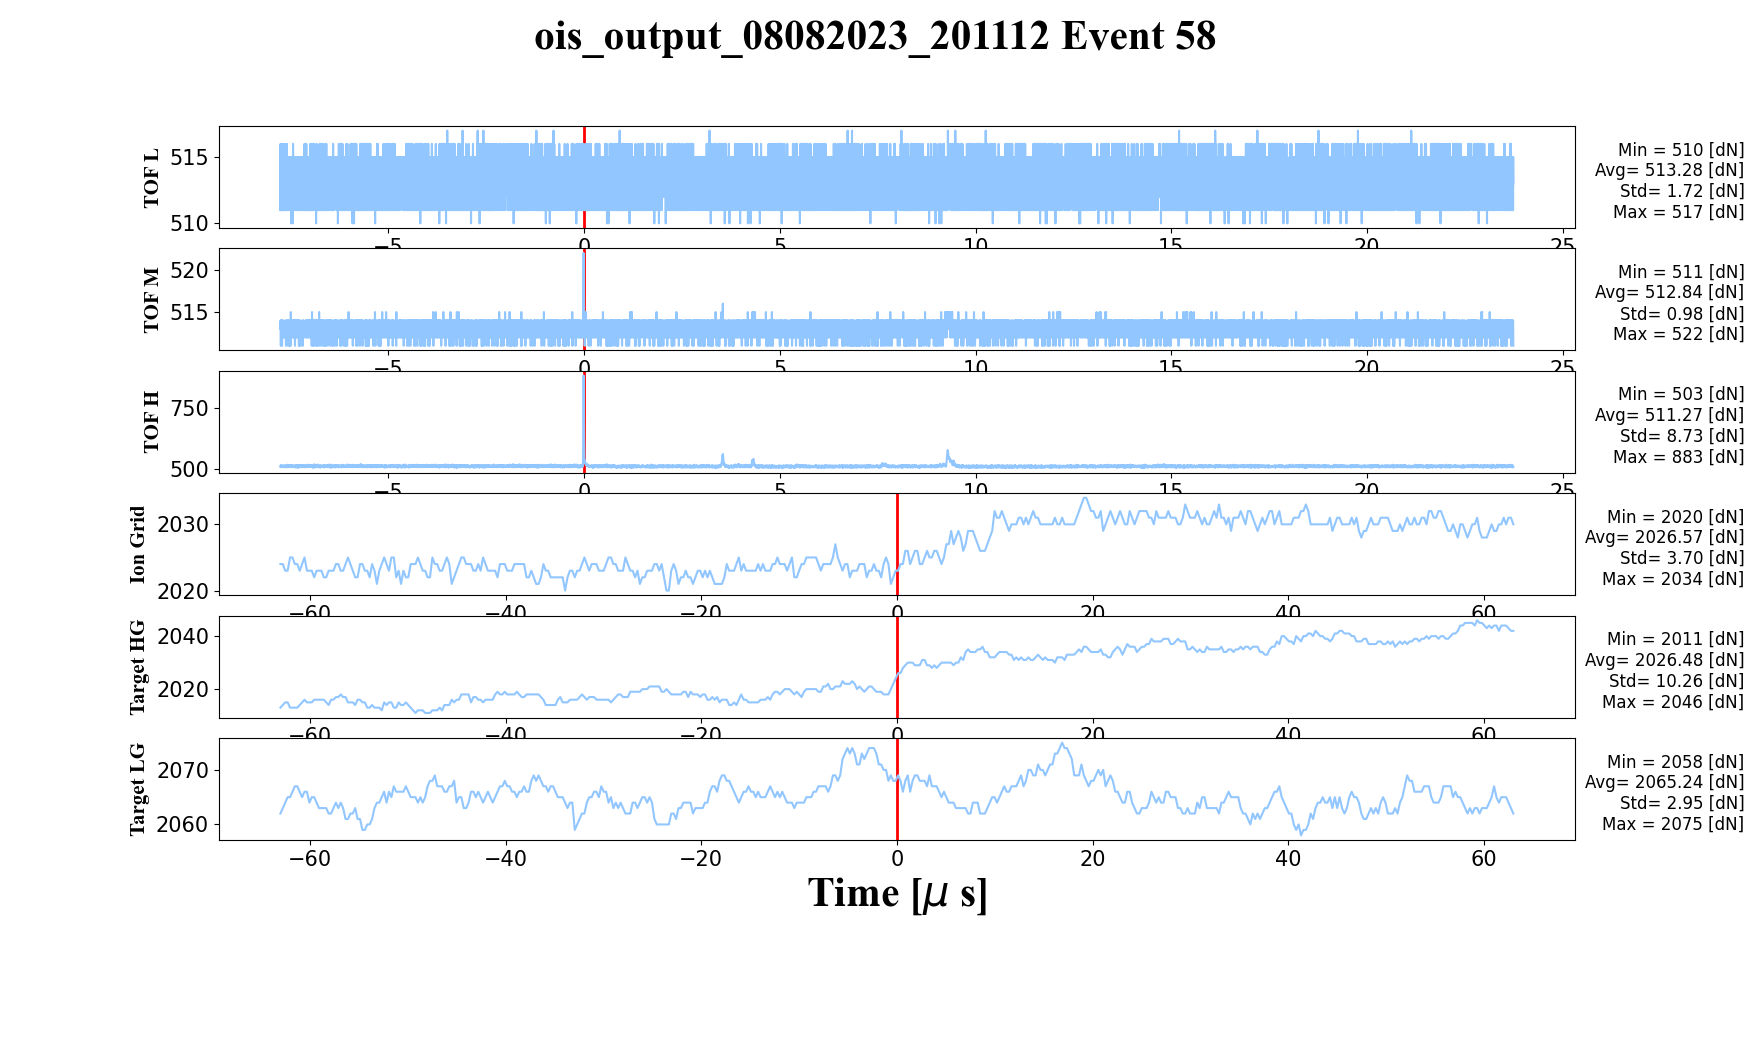 ois_output_08082023_201112 Event 58
TOF L
515
510
Min = 510 [dN]
Avg= 513.28 [dN]
Std= 1.72 [dN]
Max = 517 [dN]
−5 0 5 10 15 20 25
TOF M
520
515
Min = 511 [dN]
Avg= 512.84 [dN]
Std= 0.98 [dN]
Max = 522 [dN]
−5 0 5 10 15 20 25
TOF H
750
500
Min = 503 [dN]
Avg= 511.27 [dN]
Std= 8.73 [dN]
Max = 883 [dN]
−5 0 5 10 15 20 25
Ion Grid
2030
2020
Min = 2020 [dN]
Avg= 2026.57 [dN]
Std= 3.70 [dN]
Max = 2034 [dN]
−60 −40 −20 0 20 40 60
Target HG
2040
2020
Min = 2011 [dN]
Avg= 2026.48 [dN]
Std= 10.26 [dN]
Max = 2046 [dN]
−60 −40 −20 0 20 40 60
Target LG
2070
2060
Min = 2058 [dN]
Avg= 2065.24 [dN]
Std= 2.95 [dN]
Max = 2075 [dN]
−60 −40 −20 0 20 40 60
Time [μ s]